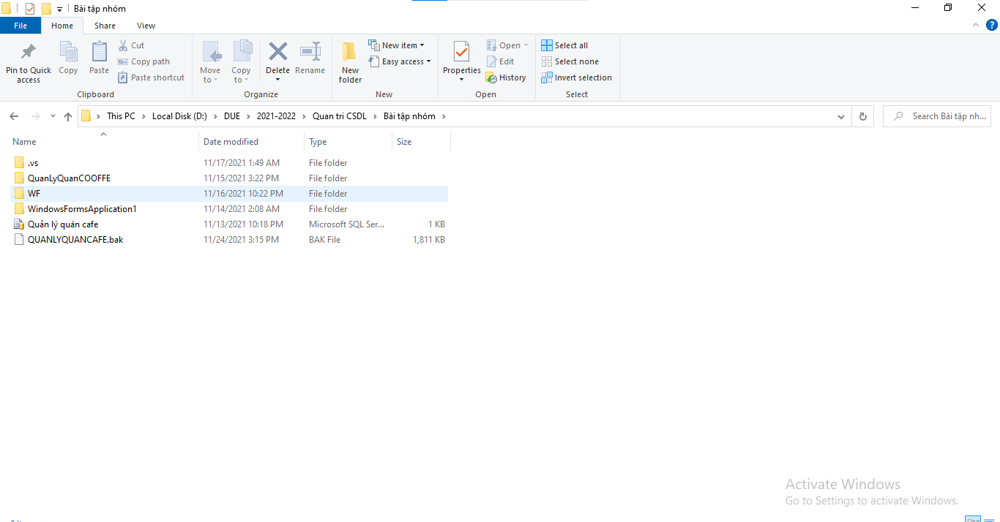 Bài tập nhóm
File Home Share View
Pin to Quick access
Copy
Paste
Cut
Copy path
Paste shortcut
Clipboard
Move to
Copy to
Delete
Rename
Organize
New folder
New item
Easy access
New
Properties
Open
Edit
History
Open
Select all
Select none
Invert selection
Select
This PC > Local Disk (D:) > DUE > 2021-2022 > Quan tri CSDL > Bài tập nhóm >
Search Bài tập nh...
Name Date modified Type Size
.vs 11/17/2021 1:49 AM File folder
QuanLyQuanCOOFFE 11/15/2021 3:22 PM File folder
WF 11/16/2021 10:22 PM File folder
WindowsFormsApplication1 11/14/2021 2:08 AM File folder
Quản lý quán cafe 11/13/2021 10:18 PM Microsoft SQL Ser... 1 KB
QUANLYQUANCAFE.bak 11/24/2021 3:15 PM BAK File 1,811 KB
Activate Windows
Go to Settings to activate Windows.